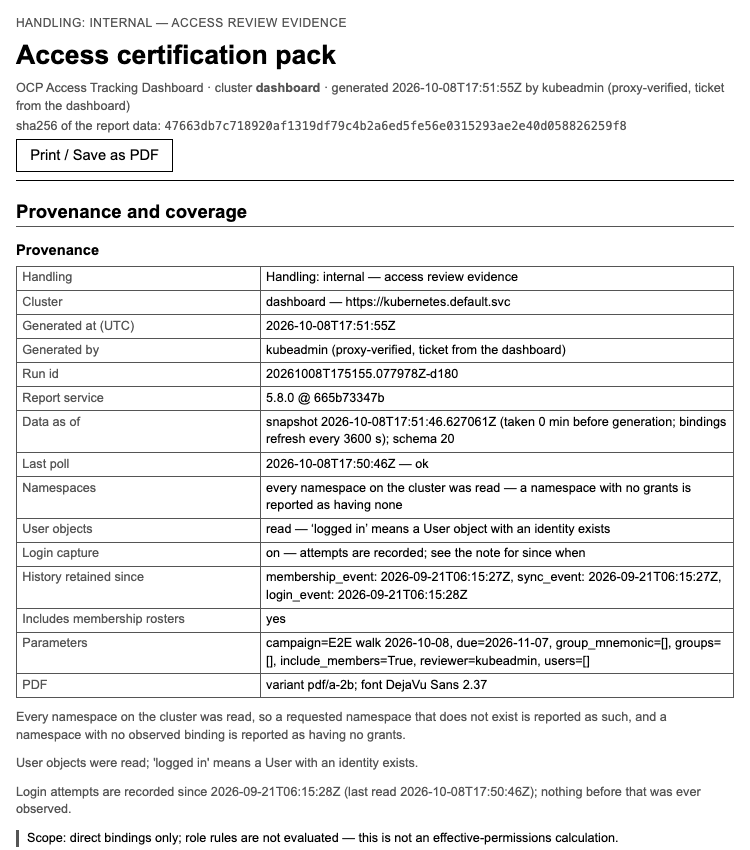 HANDLING: INTERNAL — ACCESS REVIEW EVIDENCE
Access certification pack
OCP Access Tracking Dashboard · cluster dashboard · generated 2026-10-08T17:51:55Z by kubeadmin (proxy-verified, ticket
from the dashboard)
sha256 of the report data: 47663db7c718920af1319df79c4b2a6ed5fe56e0315293ae2e40d058826259f8
Print / Save as PDF
Provenance and coverage
Provenance
Handling Handling: internal — access review evidence
Cluster dashboard — https://kubernetes.default.svc
Generated at (UTC) 2026-10-08T17:51:55Z
Generated by kubeadmin (proxy-verified, ticket from the dashboard)
Run id 20261008T175155.077978Z-d180
Report service 5.8.0 @ 665b73347b
Data as of snapshot 2026-10-08T17:51:46.627061Z (taken 0 min before generation; bindings
refresh every 3600 s); schema 20
Last poll 2026-10-08T17:50:46Z — ok
Namespaces every namespace on the cluster was read — a namespace with no grants is
reported as having none
User objects read — ‘logged in’ means a User object with an identity exists
Login capture on — attempts are recorded; see the note for since when
History retained since membership_event: 2026-09-21T06:15:27Z, sync_event: 2026-09-21T06:15:27Z,
login_event: 2026-09-21T06:15:28Z
Includes membership rosters yes
Parameters campaign=E2E walk 2026-10-08, due=2026-11-07, group_mnemonic=[], groups=
[], include_members=True, reviewer=kubeadmin, users=[]
PDF variant pdf/a-2b; font DejaVu Sans 2.37
Every namespace on the cluster was read, so a requested namespace that does not exist is reported as such, and a
namespace with no observed binding is reported as having no grants.
User objects were read; 'logged in' means a User with an identity exists.
Login attempts are recorded since 2026-09-21T06:15:28Z (last read 2026-10-08T17:50:46Z); nothing before that was ever
observed.
Scope: direct bindings only; role rules are not evaluated — this is not an effective-permissions calculation.